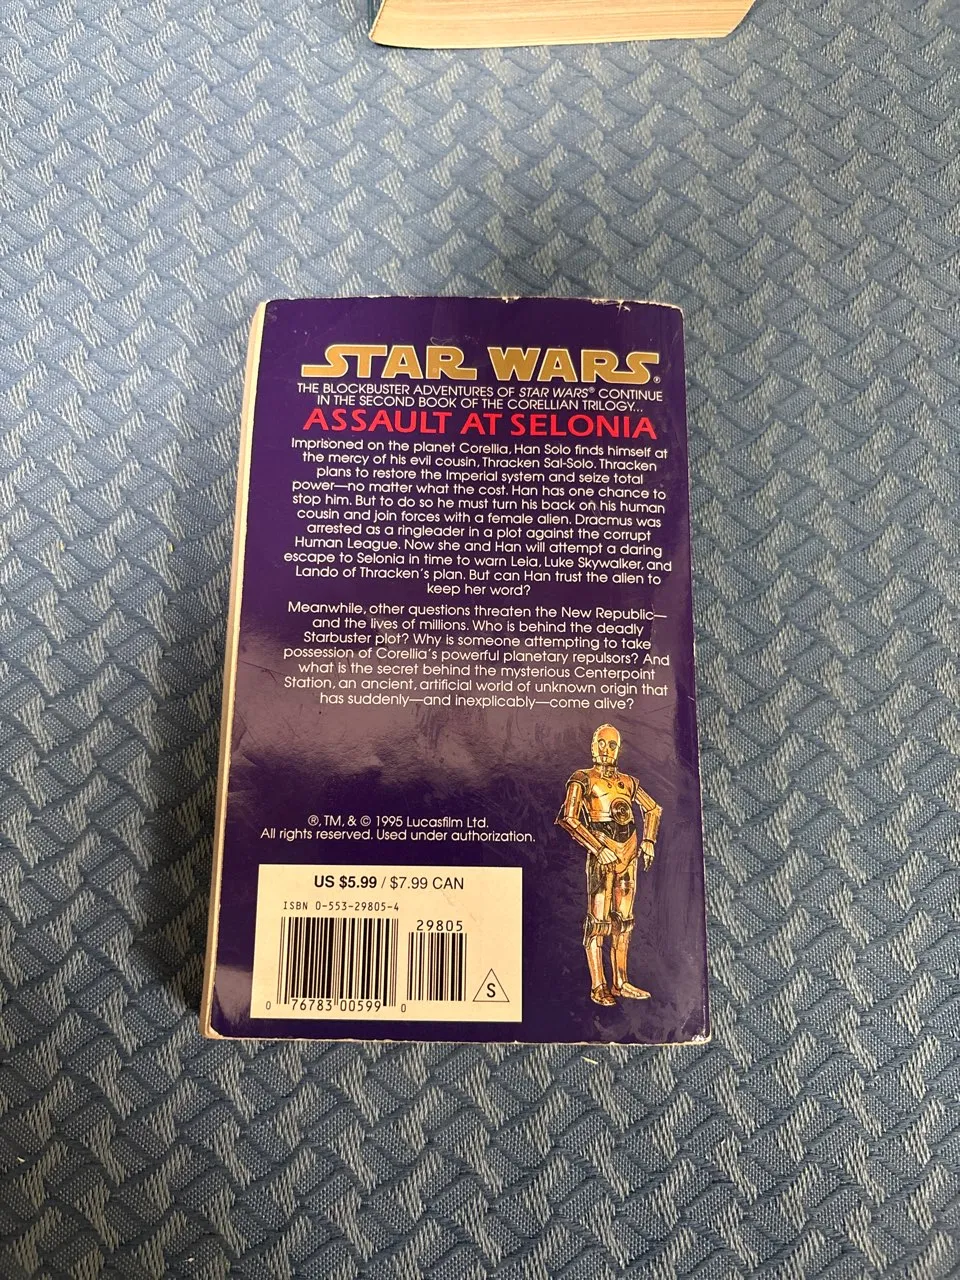 STAR WARS®
THE BLOCKBUSTER ADVENTURES OF STAR WARS® CONTINUE
IN THE SECOND BOOK OF THE CORELLIAN TRILOGY...
ASSAULT AT SELONIA
Imprisoned on the planet Corellia, Han Solo finds himself at
the mercy of his evil cousin, Thracken Sal-Solo. Thracken
plans to restore the Imperial system and seize total
power—no matter what the cost. Han has one chance to
stop him. But to do so he must turn his back on his human
cousin and join forces with a female alien. Dracmus was
arrested as a ringleader in a plot against the corrupt
Human League. Now she and Han will attempt a daring
escape to Selonia in time to warn Leia, Luke Skywalker, and
Lando of Thracken's plan. But can Han trust the alien to
keep her word?
Meanwhile, other questions threaten the New Republic—
and the lives of millions. Who is behind the deadly
Starbuster plot? Why is someone attempting to take
possession of Corellia's powerful planetary repulsors? And
what is the secret behind the mysterious Centerpoint
Station, an ancient, artificial world of unknown origin that
has suddenly—and inexplicably—come alive?
®, TM, & © 1995 Lucasfilm Ltd.
All rights reserved. Used under authorization.
US $5.99 / $7.99 CAN
ISBN 0-553-29805-4
29805
S
0 76783 00599 0